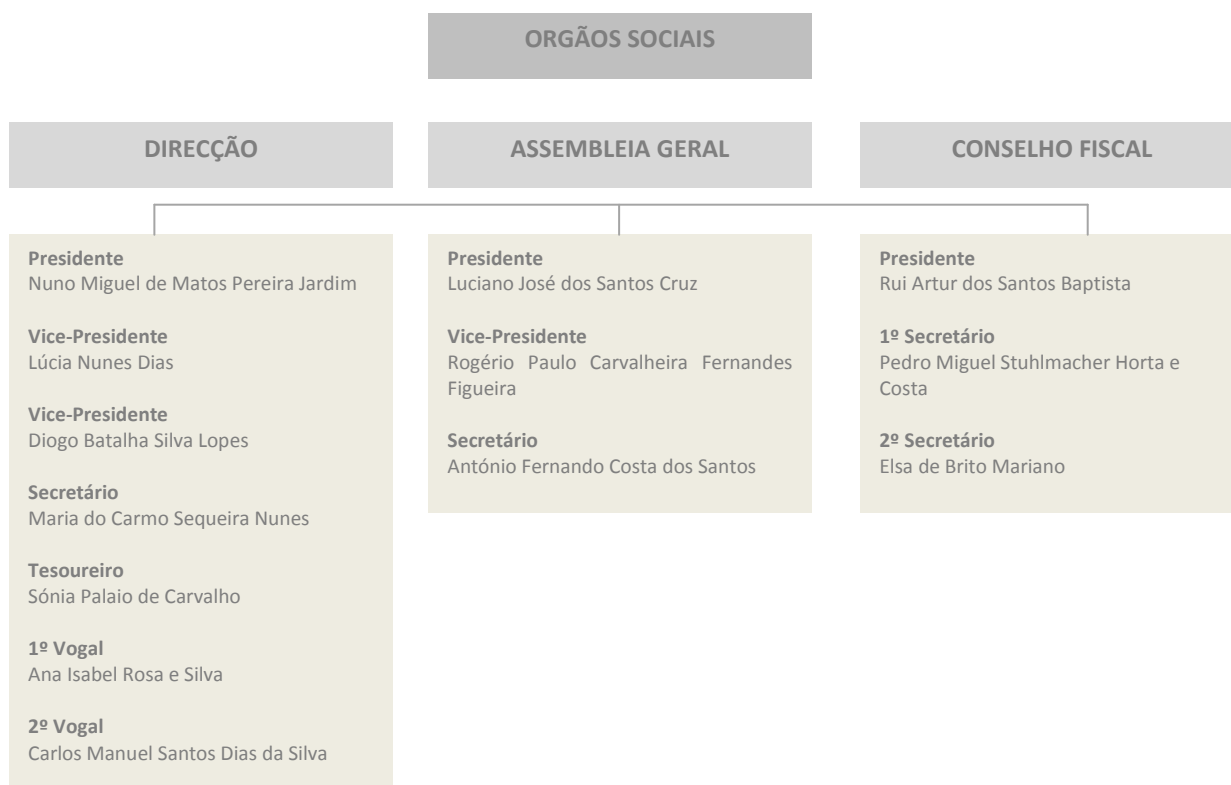 ORGÃOS SOCIAIS
DIRECÇÃO
Presidente
Nuno Miguel de Matos Pereira Jardim
Vice-Presidente
Lúcia Nunes Dias
Vice-Presidente
Diogo Batalha Silva Lopes
Secretário
Maria do Carmo Sequeira Nunes
Tesoureiro
Sónia Palaio de Carvalho
1º Vogal
Ana Isabel Rosa e Silva
2º Vogal
Carlos Manuel Santos Dias da Silva
ASSEMBLEIA GERAL
Presidente
Luciano José dos Santos Cruz
Vice-Presidente
Rogério Paulo Carvalheira Fernandes
Figueira
Secretário
António Fernando Costa dos Santos
CONSELHO FISCAL
Presidente
Rui Artur dos Santos Baptista
1º Secretário
Pedro Miguel Stuhlmacher Horta e
Costa
2º Secretário
Elsa de Brito Mariano